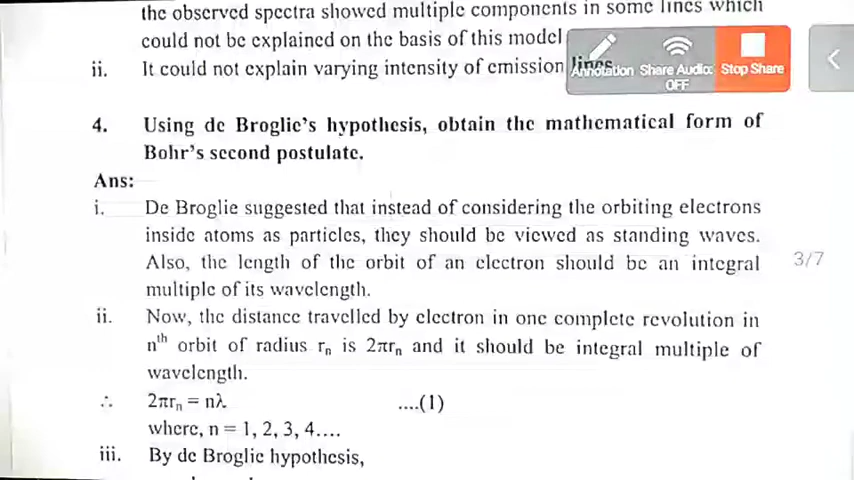 the observed spectra showed multiple components in some lines which
could not be explained on the basis of this model
ii. It could not explain varying intensity of emission lines
Annotation Share Audio: OFF Stop Share
4. Using de Broglie's hypothesis, obtain the mathematical form of
Bohr's second postulate.
Ans:
i. De Broglie suggested that instead of considering the orbiting electrons
inside atoms as particles, they should be viewed as standing waves.
Also, the length of the orbit of an electron should be an integral
3/7
multiple of its wavelength.
ii. Now, the distance travelled by electron in one complete revolution in
nth orbit of radius rn is 2πrn and it should be integral multiple of
wavelength.
∴ 2πrn = nλ ....(1)
where, n = 1, 2, 3, 4....
iii. By de Broglie hypothesis,